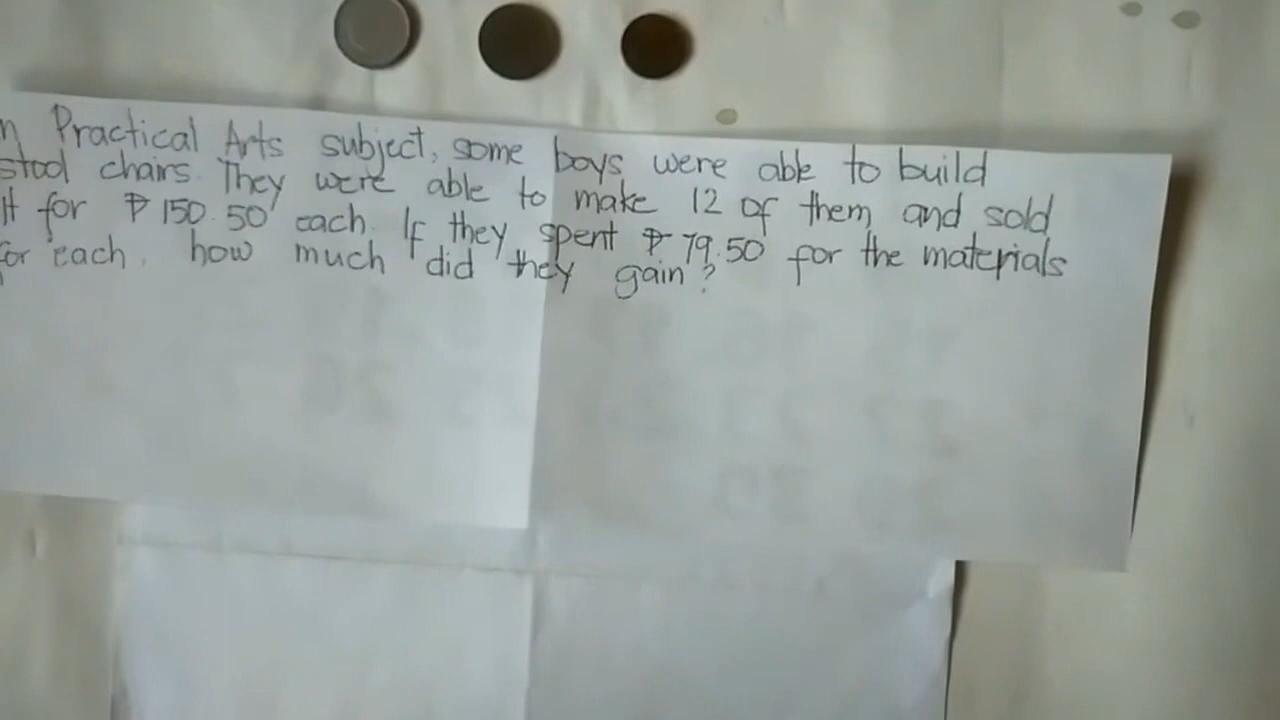 n Practical Arts subject, some boys were able to build
stool chairs. They were able to make 12 of them and sold
it for ₱150.50 each. If they spent ₱79.50 for the materials
for each, how much did they gain?